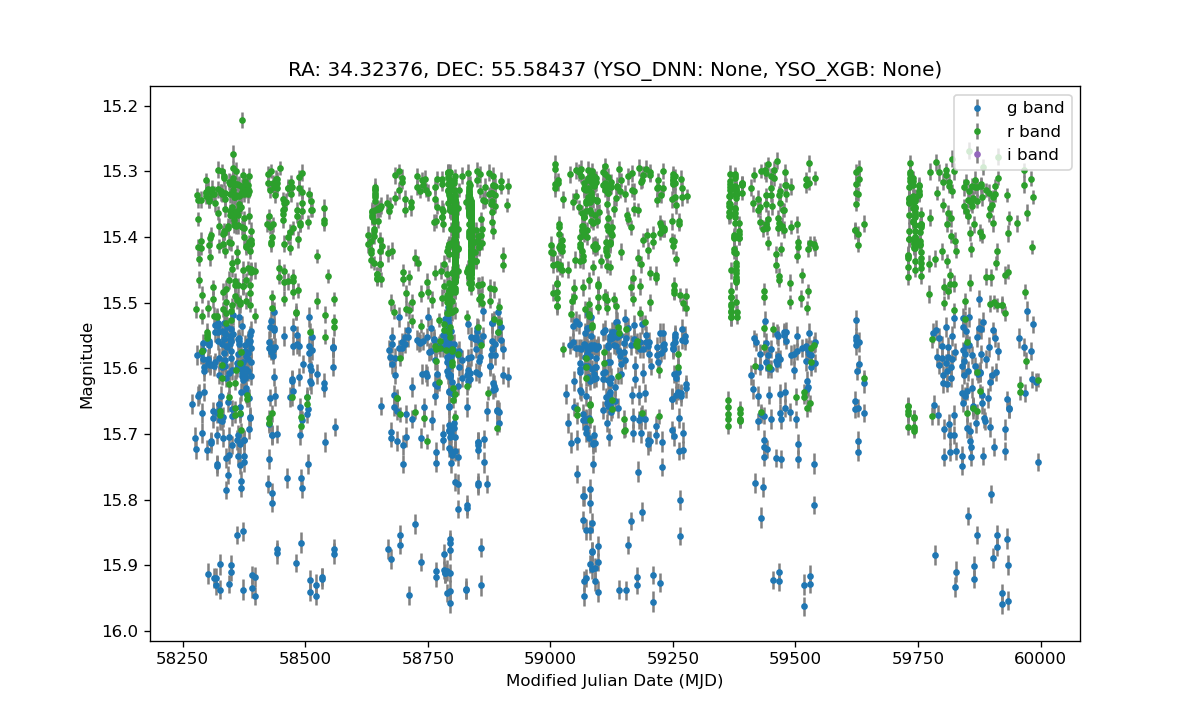 RA: 34.32376, DEC: 55.58437 (YSO_DNN: None, YSO_XGB: None)
g band
r band
i band
15.2
15.3
15.4
15.5
15.6
15.7
15.8
15.9
16.0
Magnitude
58250 58500 58750 59000 59250 59500 59750 60000
Modified Julian Date (MJD)